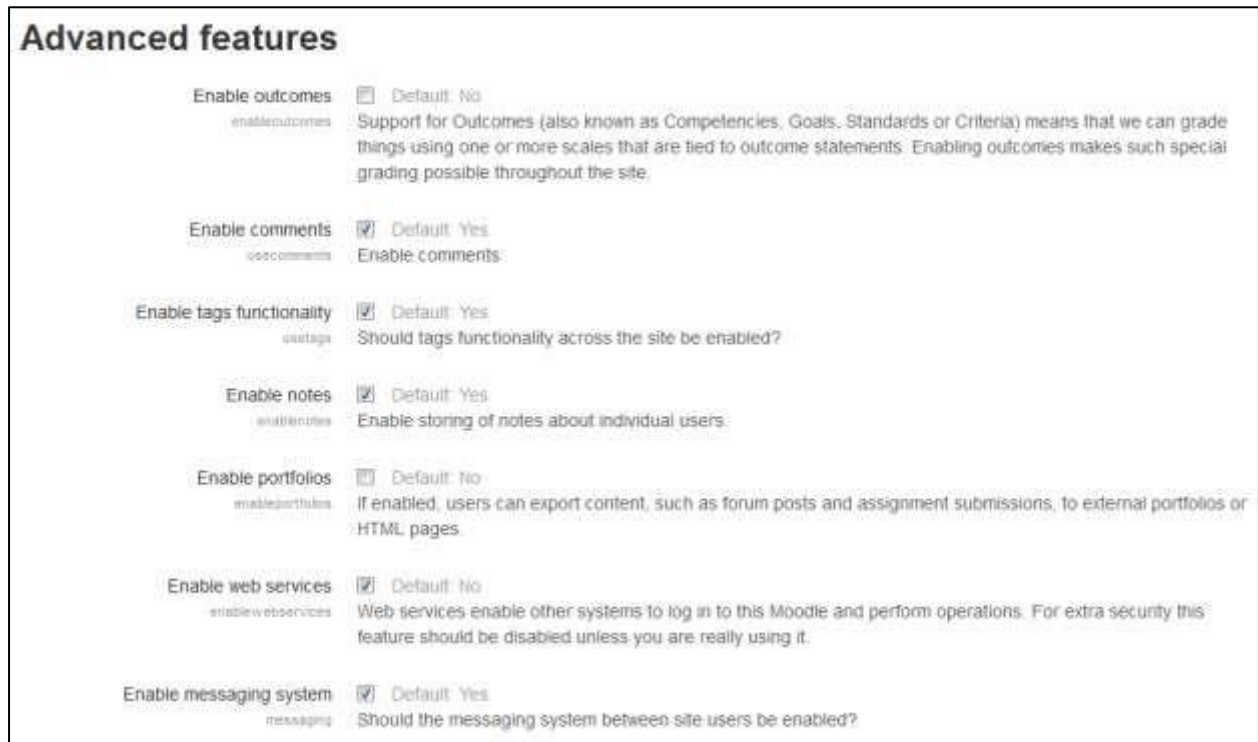 Advanced features
Enable outcomes Default: No
enableoutcomes
Support for Outcomes (also known as Competencies, Goals, Standards or Criteria) means that we can grade
things using one or more scales that are tied to outcome statements. Enabling outcomes makes such special
grading possible throughout the site.
Enable comments Default: Yes
usecomments
Enable comments
Enable tags functionality Default: Yes
usetags
Should tags functionality across the site be enabled?
Enable notes Default: Yes
enablenotes
Enable storing of notes about individual users.
Enable portfolios Default: No
enableportfolios
If enabled, users can export content, such as forum posts and assignment submissions, to external portfolios or
HTML pages.
Enable web services Default: No
enablewebservices
Web services enable other systems to log in to this Moodle and perform operations. For extra security this
feature should be disabled unless you are really using it.
Enable messaging system Default: Yes
messaging
Should the messaging system between site users be enabled?